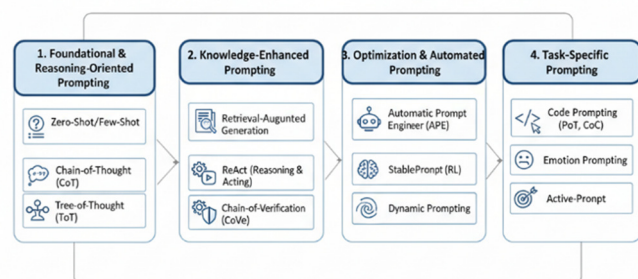 1. Foundational &
Reasoning-Oriented
Prompting
Zero-Shot/Few-Shot
Chain-of-Thought
(CoT)
Tree-of-Thought
(ToT)
2. Knowledge-Enhanced
Prompting
Retrieval-Augunted
Generation
ReAct (Reasoning &
Acting)
Chain-of-Verification
(CoVe)
3. Optimization & Automated
Prompting
Automatic Prompt
Engineer (APE)
StablePronpt (RL)
Dynamic Prompting
4. Task-Specific
Prompting
Code Prompting
(PoT, CoC)
Emotion Prompting
Active-Pronpt